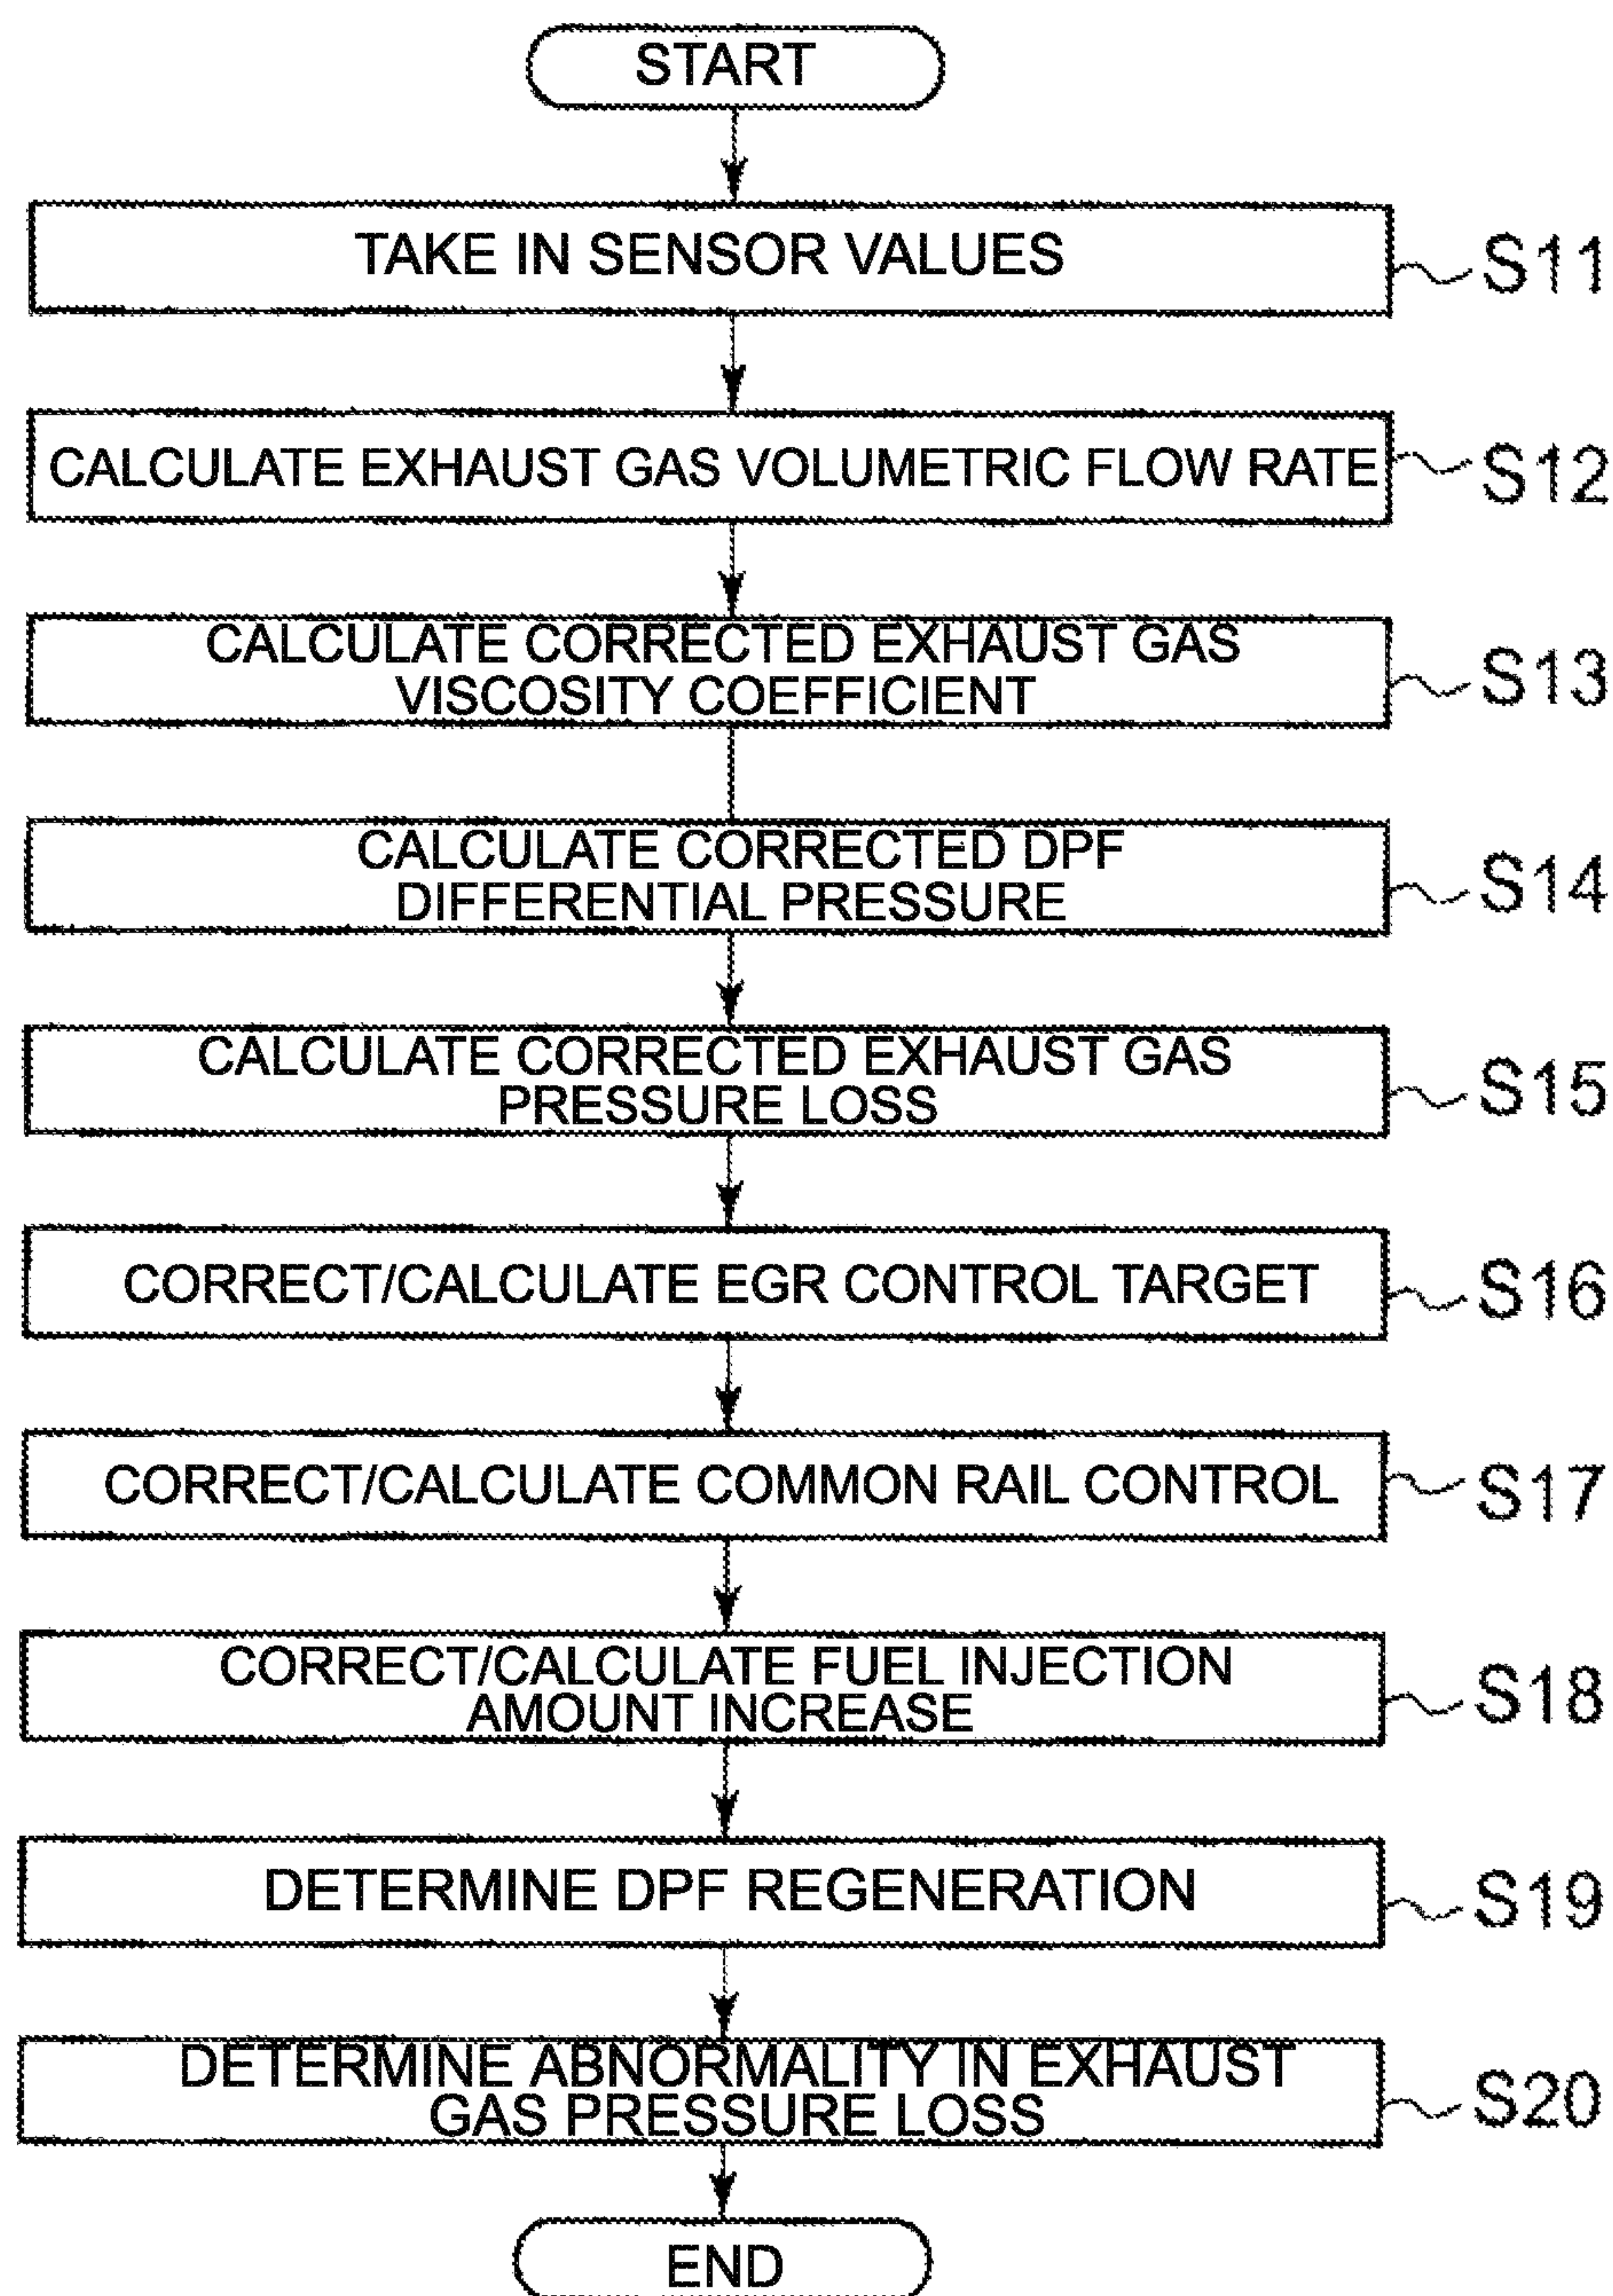 START
TAKE IN SENSOR VALUES
S11
CALCULATE EXHAUST GAS VOLUMETRIC FLOW RATE
S12
CALCULATE CORRECTED EXHAUST GAS
VISCOSITY COEFFICIENT
S13
CALCULATE CORRECTED DPF
DIFFERENTIAL PRESSURE
S14
CALCULATE CORRECTED EXHAUST GAS
PRESSURE LOSS
S15
CORRECT/CALCULATE EGR CONTROL TARGET
S16
CORRECT/CALCULATE COMMON RAIL CONTROL
S17
CORRECT/CALCULATE FUEL INJECTION
AMOUNT INCREASE
S18
DETERMINE DPF REGENERATION
S19
DETERMINE ABNORMALITY IN EXHAUST
GAS PRESSURE LOSS
S20
END